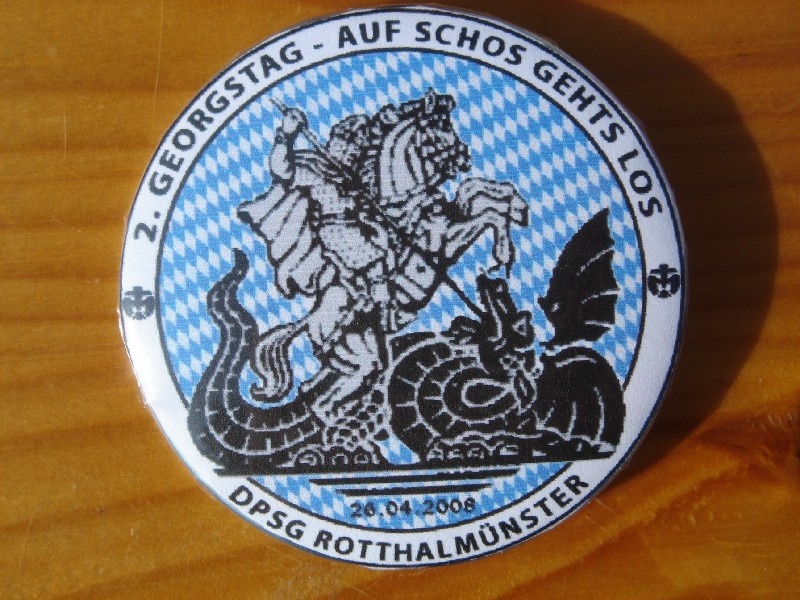 2. GEORGSTAG - AUF SCHOS GEHTS LOS
26.04.2008
DPSG ROTTHALMÜNSTER